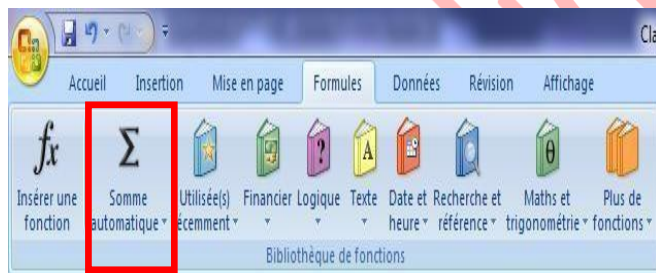 Cla
Accueil Insertion Mise en page Formules Données Révision Affichage
fx Σ ? A θ
Insérer une Somme Utilisée(s) Financier Logique Texte Date et Recherche et Maths et Plus de
fonction automatique écemment heure référence trigonométrie fonctions
Bibliothèque de fonctions